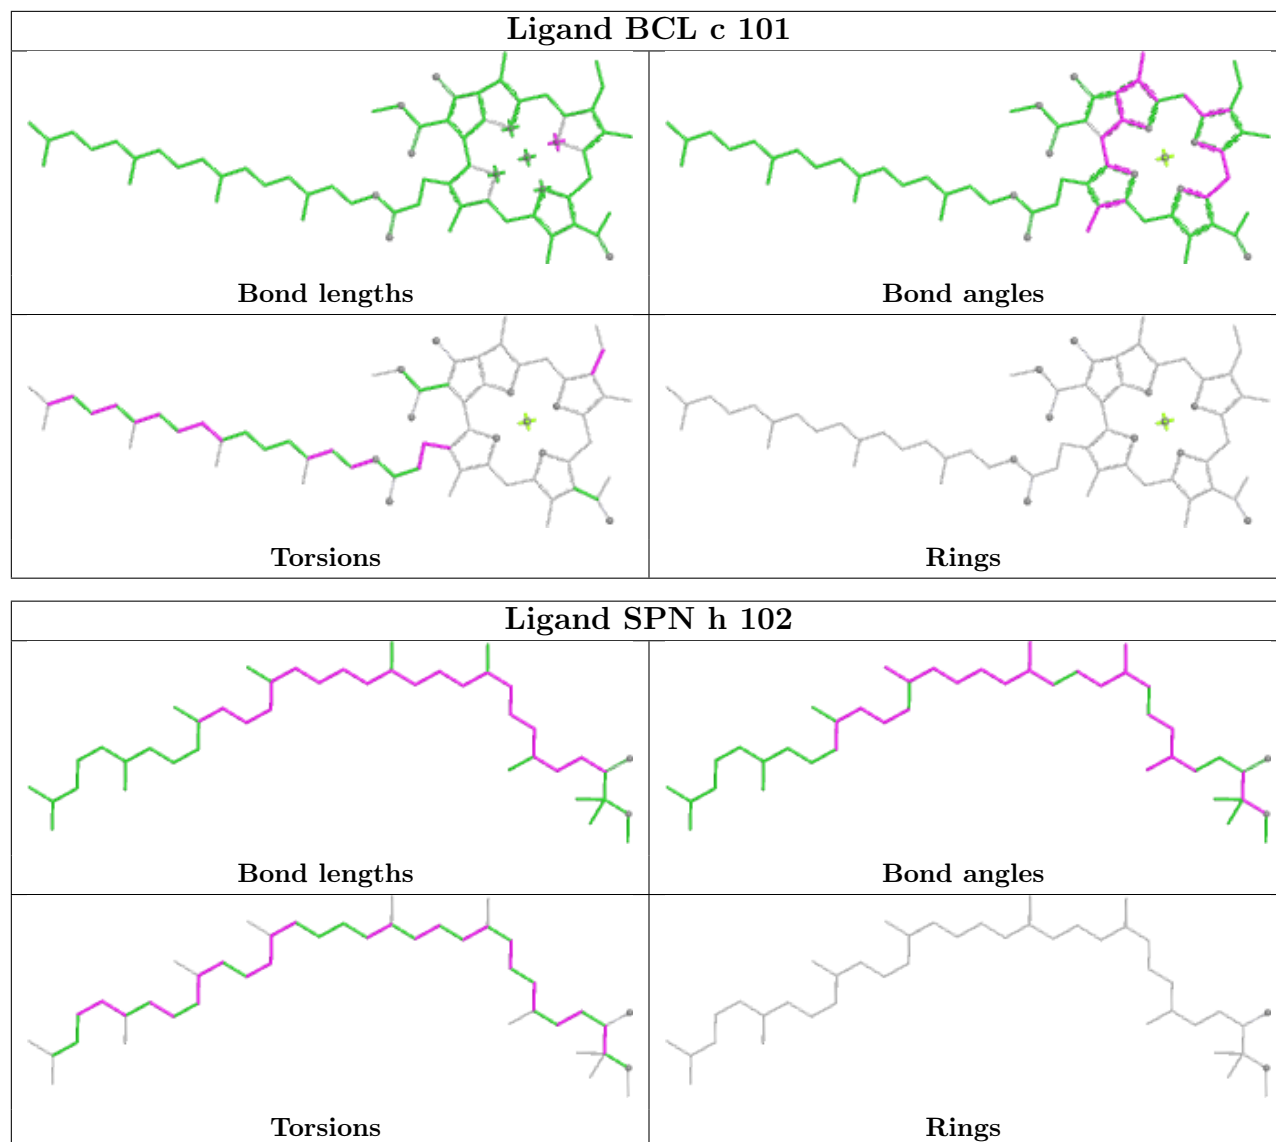 Ligand BCL c 101
Bond lengths
Bond angles
Torsions
Rings
Ligand SPN h 102
Bond lengths
Bond angles
Torsions
Rings